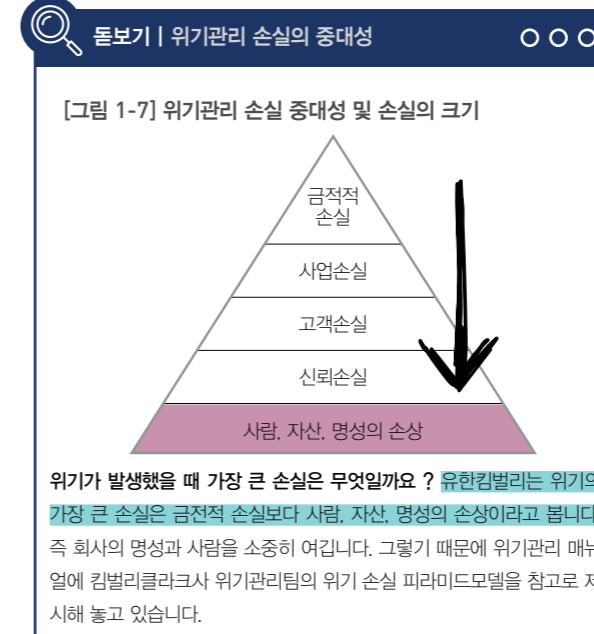 돋보기 | 위기관리 손실의 중대성
[그림 1-7] 위기관리 손실 중대성 및 손실의 크기
금적적
손실
사업손실
고객손실
신뢰손실
사람, 자산, 명성의 손상
위기가 발생했을 때 가장 큰 손실은 무엇일까요 ? 유한킴벌리는 위기의
가장 큰 손실은 금전적 손실보다 사람, 자산, 명성의 손상이라고 봅니다
즉 회사의 명성과 사람을 소중히 여깁니다. 그렇기 때문에 위기관리 매뉴
얼에 킴벌리클라크사 위기관리팀의 위기 손실 피라미드모델을 참고로 제
시해 놓고 있습니다.